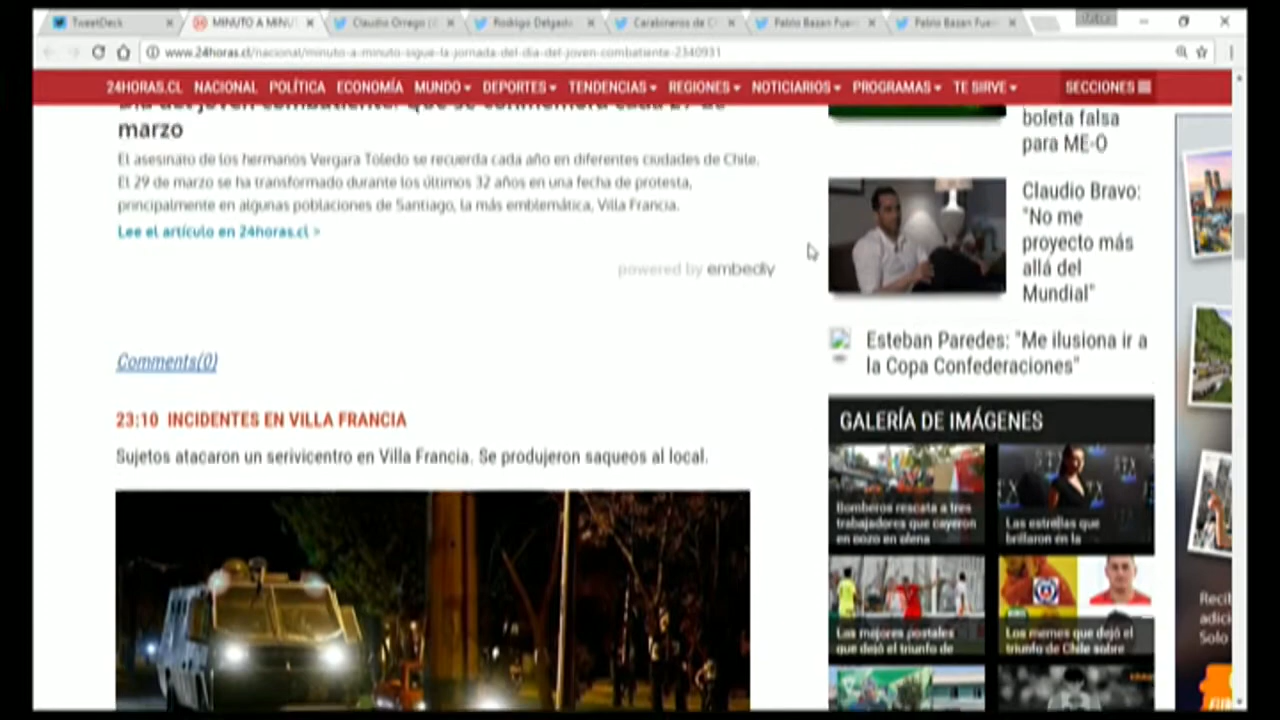 TweetDeck
MINUTO A MINU
Claudio Orrego
Rodrigo Delgado
Carabineros de C
Pablo Bazan Fue
Pablo Bazan Fue
www.24horas.cl/nacional/minuto-a-minuto-sigue-la-jornada-del-dia-del-joven-combatiente-2340931
24HORAS.CL NACIONAL POLÍTICA ECONOMÍA MUNDO DEPORTES TENDENCIAS REGIONES NOTICIARIOS PROGRAMAS TE SIRVE SECCIONES
marzo
El asesinato de los hermanos Vergara Toledo se recuerda cada año en diferentes ciudades de Chile.
El 29 de marzo se ha transformado durante los últimos 32 años en una fecha de protesta,
principalmente en algunas poblaciones de Santiago, la más emblemática, Villa Francia.
Lee el artículo en 24horas.cl >
powered by embedly
Comments(0)
23:10 INCIDENTES EN VILLA FRANCIA
Sujetos atacaron un serivicentro en Villa Francia. Se produjeron saqueos al local.
boleta falsa
para ME-O
Claudio Bravo:
"No me
proyecto más
allá del
Mundial"
Esteban Paredes: "Me ilusiona ir a
la Copa Confederaciones"
GALERÍA DE IMÁGENES
Bomberos rescata a tres
trabajadores que cayeron
en pozo en plena
Las estrellas que
brillaron en la
Las mejores postales
que dejó el triunfo de
Los memes que dejó el
triunfo de Chile sobre
Recib
adici
Solo